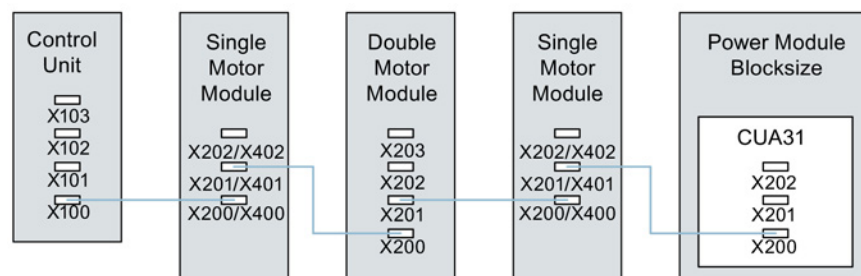 Control
Unit
X103
X102
X101
X100
Single
Motor
Module
X202/X402
X201/X401
X200/X400
Double
Motor
Module
X203
X202
X201
X200
Single
Motor
Module
X202/X402
X201/X401
X200/X400
Power Module
Blocksize
CUA31
X202
X201
X200